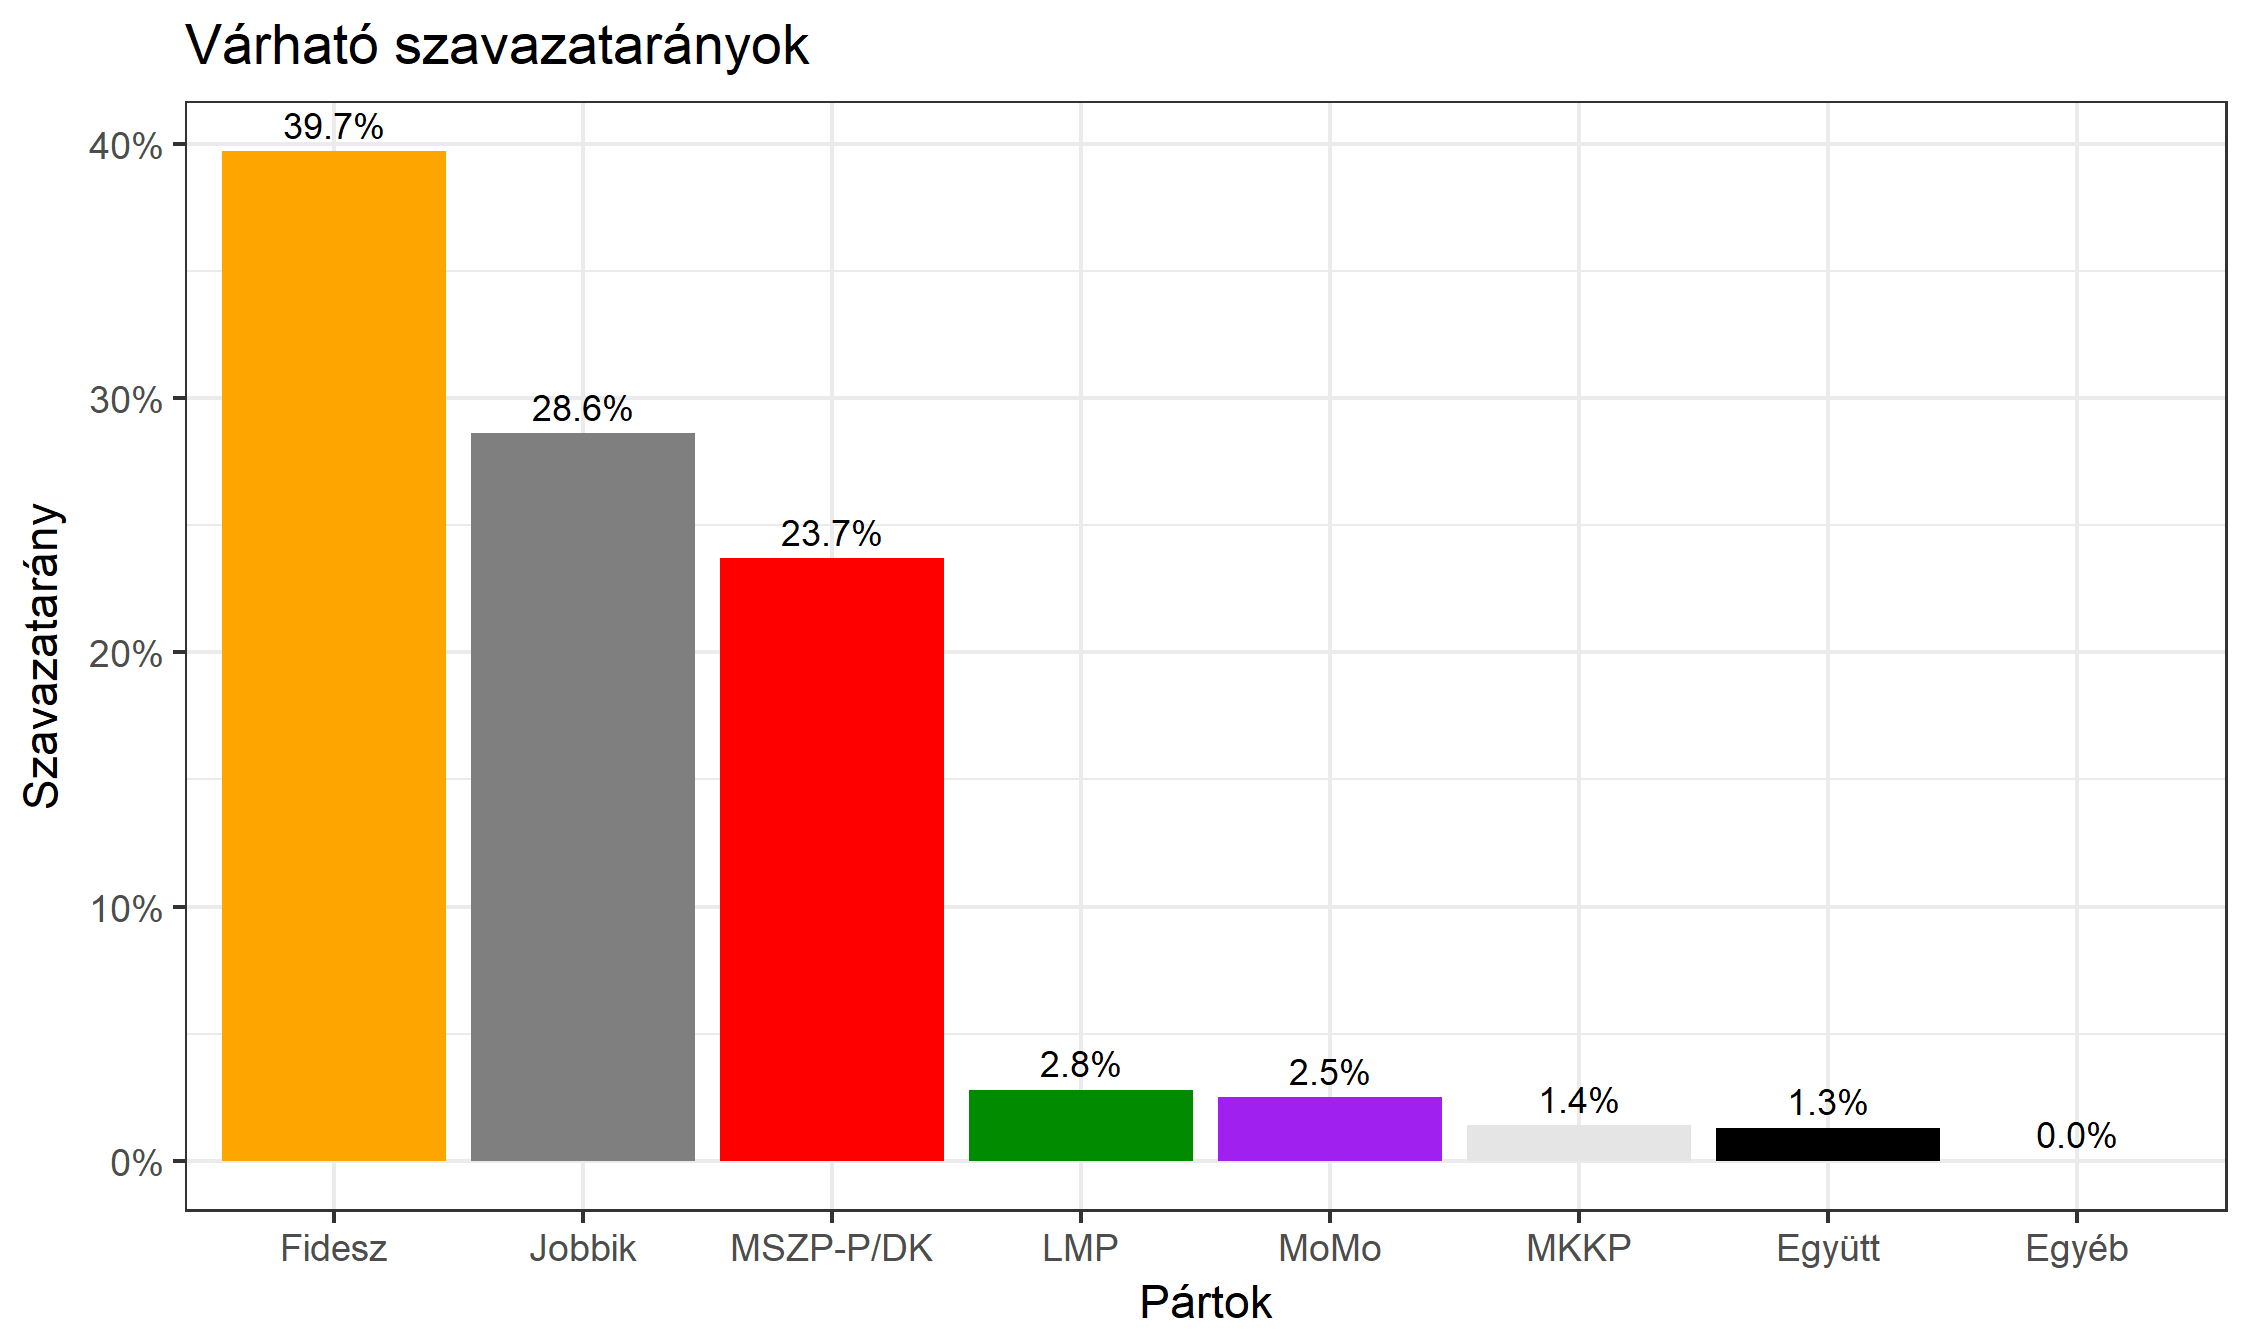 Várható szavazatarányok
Szavazatarány
40%
30%
20%
10%
0%
39.7%
28.6%
23.7%
2.8%
2.5%
1.4%
1.3%
0.0%
Fidesz
Jobbik
MSZP-P/DK
LMP
MoMo
MKKP
Együtt
Egyéb
Pártok